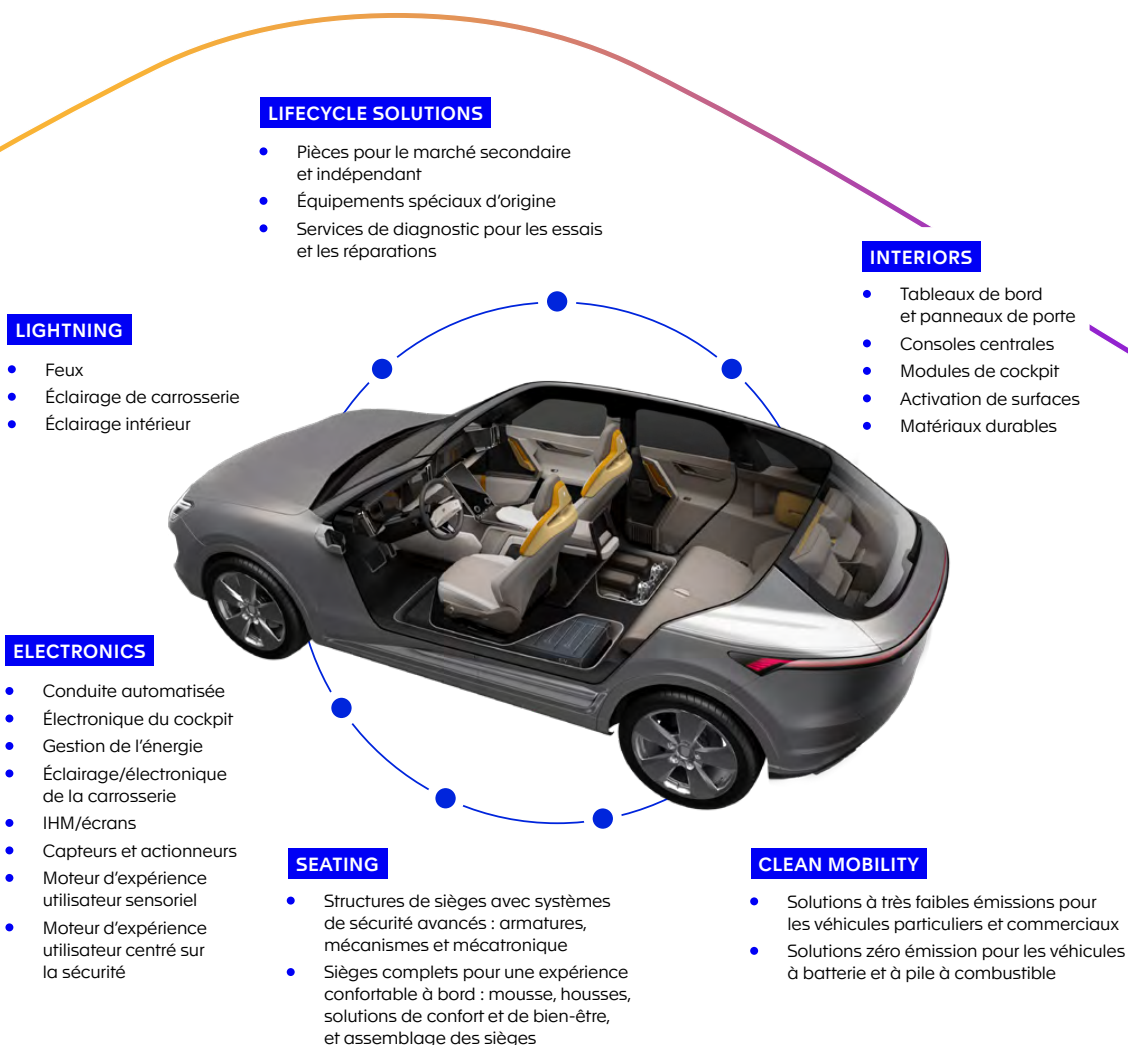 LIFECYCLE SOLUTIONS
Pièces pour le marché secondaire
et indépendant
Équipements spéciaux d'origine
Services de diagnostic pour les essais
et les réparations
INTERIORS
Tableaux de bord
et panneaux de porte
Consoles centrales
Modules de cockpit
Activation de surfaces
Matériaux durables
LIGHTNING
Feux
Éclairage de carrosserie
Éclairage intérieur
ELECTRONICS
Conduite automatisée
Électronique du cockpit
Gestion de l'énergie
Éclairage/électronique
de la carrosserie
IHM/écrans
Capteurs et actionneurs
Moteur d'expérience
utilisateur sensoriel
Moteur d'expérience
utilisateur centré sur
la sécurité
SEATING
Structures de sièges avec systèmes
de sécurité avancés : armatures,
mécanismes et mécatronique
Sièges complets pour une expérience
confortable à bord : mousse, housses,
solutions de confort et de bien-être,
et assemblage des sièges
CLEAN MOBILITY
Solutions à très faibles émissions pour
les véhicules particuliers et commerciaux
Solutions zéro émission pour les véhicules
à batterie et à pile à combustible